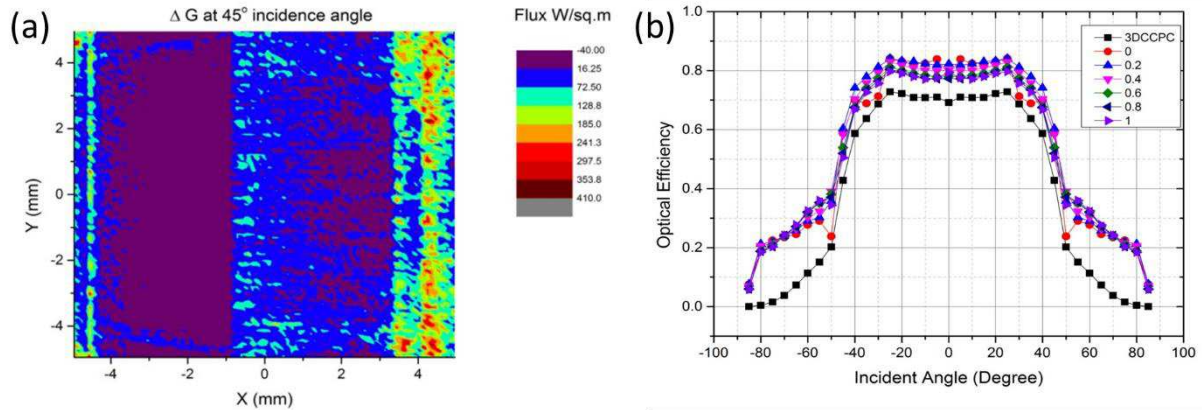 (a)
Δ G at 45° incidence angle
Flux W/sq.m
-40.00
16.25
72.50
128.8
185.0
241.3
297.5
353.8
410.0
4
2
0
-2
-4
Y (mm)
-4 -2 0 2 4
X (mm)
(b)
1.0
0.8
0.6
0.4
0.2
0.0
Optical Efficiency
3DCCPC
0
0.2
0.4
0.6
0.8
1
-100 -80 -60 -40 -20 0 20 40 60 80 100
Incident Angle (Degree)